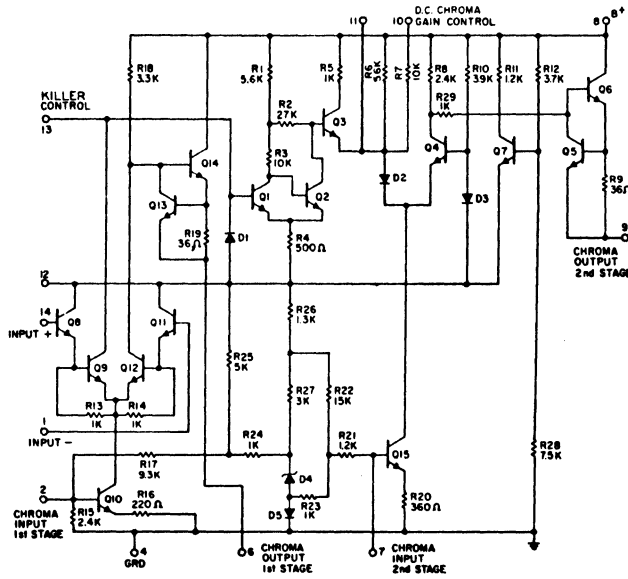 D.C. CHROMA
GAIN CONTROL
11
10
8 B+
R18
3.3K
R1
5.6K
R5
1K
R6
5.6K
R7
10K
R8
2.4K
R10
3.9K
R11
1.2K
R12
3.7K
R29
1K
Q6
KILLER
CONTROL
13
R2
27K
Q3
Q14
R3
10K
Q4
Q7
Q5
Q13
D2
R9
36Ω
Q1
Q2
R19
36Ω
D1
D3
R4
500Ω
9
CHROMA
OUTPUT
2nd STAGE
12
14
INPUT +
Q8
Q11
R26
1.3K
Q9
Q12
R25
5K
R27
3K
R22
15K
R13
1K
R14
1K
1
INPUT -
R24
1K
R21
1.2K
Q15
R28
7.5K
R17
9.3K
2
CHROMA
INPUT
1st STAGE
Q10
R16
220Ω
R15
2.4K
D4
R23
1K
D5
R20
360Ω
4
GRD
6
CHROMA
OUTPUT
1st STAGE
7
CHROMA
INPUT
2nd STAGE